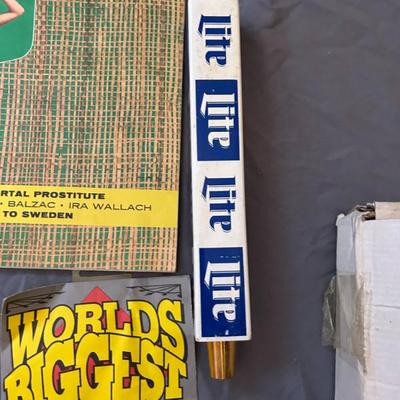 RTAL PROSTITUTE
• BALZAC • IRA WALLACH
TO SWEDEN
Lite
Lite
Lite
Lite
WORLDS
BIGGEST